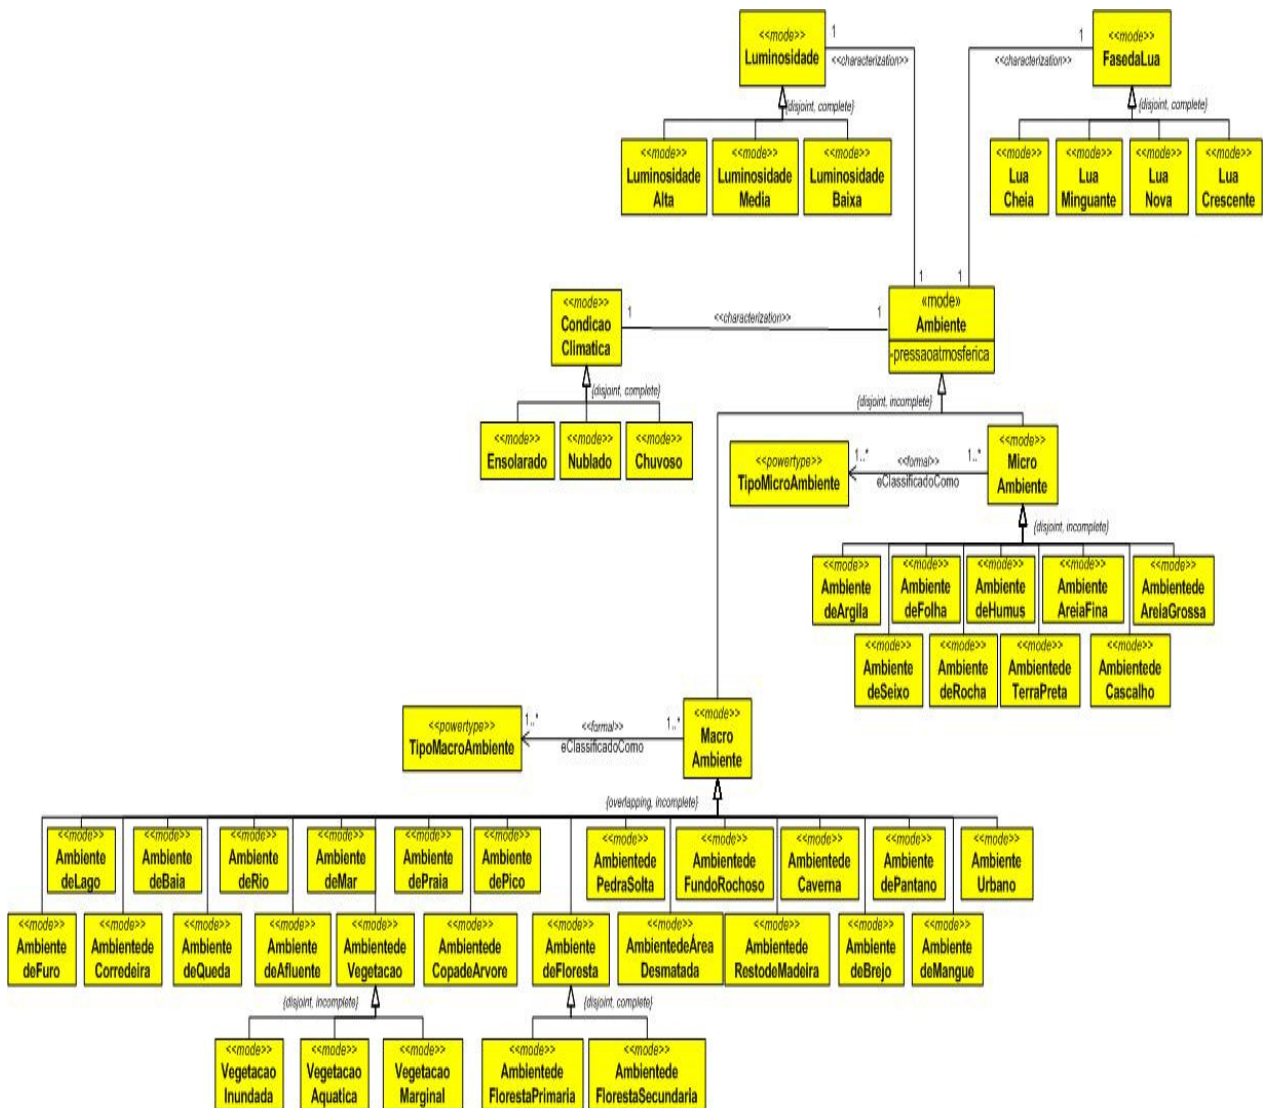 <<mode>>
Luminosidade
1
<<characterization>>
1
<<characterization>>
<<mode>>
FasedaLua
{disjoint, complete}
{disjoint, complete}
<<mode>>
Luminosidade
Alta
<<mode>>
Luminosidade
Media
<<mode>>
Luminosidade
Baixa
<<mode>>
Lua
Cheia
<<mode>>
Lua
Minguante
<<mode>>
Lua
Nova
<<mode>>
Lua
Crescente
1
1
<<mode>>
Condicao
Climatica
1
<<characterization>>
1
«mode»
Ambiente
-pressaoatmosferica
{disjoint, complete}
{disjoint, incomplete}
<<mode>>
Ensolarado
<<mode>>
Nublado
<<mode>>
Chuvoso
<<powertype>>
TipoMicroAmbiente
1..*
<<formal>>
eClassificadoComo
1..*
<<mode>>
Micro
Ambiente
{disjoint, incomplete}
<<mode>>
Ambiente
deArgila
<<mode>>
Ambiente
deFolha
<<mode>>
Ambiente
deHumus
<<mode>>
Ambiente
AreiaFina
<<mode>>
Ambientede
AreiaGrossa
<<mode>>
Ambiente
deSeixo
<<mode>>
Ambiente
deRocha
<<mode>>
Ambientede
TerraPreta
<<mode>>
Ambientede
Cascalho
<<powertype>>
TipoMacroAmbiente
1..*
<<formal>>
eClassificadoComo
1..*
<<mode>>
Macro
Ambiente
{overlapping, incomplete}
<<mode>>
Ambiente
deLago
<<mode>>
Ambiente
deBaia
<<mode>>
Ambiente
deRio
<<mode>>
Ambiente
deMar
<<mode>>
Ambiente
dePraia
<<mode>>
Ambiente
dePico
<<mode>>
Ambientede
PedraSolta
<<mode>>
Ambientede
FundoRochoso
<<mode>>
Ambientede
Caverna
<<mode>>
Ambiente
dePantano
<<mode>>
Ambiente
Urbano
<<mode>>
Ambiente
deFuro
<<mode>>
Ambientede
Corredeira
<<mode>>
Ambiente
deQueda
<<mode>>
Ambiente
deAfluente
<<mode>>
Ambientede
Vegetacao
<<mode>>
Ambientede
CopadeArvore
<<mode>>
Ambiente
deFloresta
<<mode>>
AmbientedeÁrea
Desmatada
<<mode>>
Ambientede
RestodeMadeira
<<mode>>
Ambiente
deBrejo
<<mode>>
Ambiente
deMangue
{disjoint, incomplete}
{disjoint, complete}
<<mode>>
Vegetacao
Inundada
<<mode>>
Vegetacao
Aquatica
<<mode>>
Vegetacao
Marginal
<<mode>>
Ambientede
FlorestaPrimaria
<<mode>>
Ambientede
FlorestaSecundaria